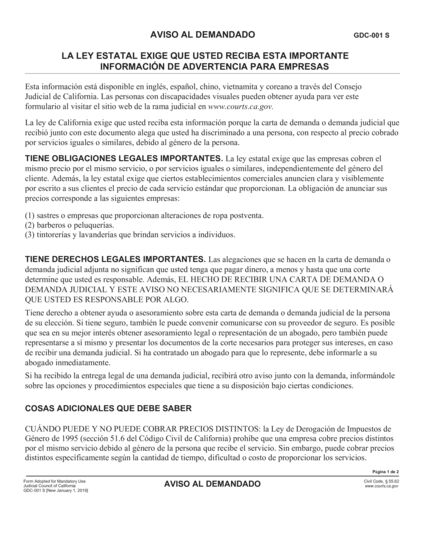 AVISO AL DEMANDADO
GDC-001 S
LA LEY ESTATAL EXIGE QUE USTED RECIBA ESTA IMPORTANTE
INFORMACIÓN DE ADVERTENCIA PARA EMPRESAS
Esta información está disponible en inglés, español, chino, vietnamita y coreano a través del Consejo
Judicial de California. Las personas con discapacidades visuales pueden obtener ayuda para ver este
formulario al visitar el sitio web de la rama judicial en www.courts.ca.gov.
La ley de California exige que usted reciba esta información porque la carta de demanda o demanda judicial que
recibió junto con este documento alega que usted ha discriminado a una persona, con respecto al precio cobrado
por servicios iguales o similares, debido al género de la persona.
TIENE OBLIGACIONES LEGALES IMPORTANTES. La ley estatal exige que las empresas cobren el
mismo precio por el mismo servicio, o por servicios iguales o similares, independientemente del género del
cliente. Además, la ley estatal exige que ciertos establecimientos comerciales anuncien clara y visiblemente
por escrito a sus clientes el precio de cada servicio estándar que proporcionan. La obligación de anunciar sus
precios corresponde a las siguientes empresas:
(1) sastres o empresas que proporcionan alteraciones de ropa postventa.
(2) barberos o peluquerías.
(3) tintorerías y lavanderías que brindan servicios a individuos.
TIENE DERECHOS LEGALES IMPORTANTES. Las alegaciones que se hacen en la carta de demanda o
demanda judicial adjunta no significan que usted tenga que pagar dinero, a menos y hasta que una corte
determine que usted es responsable. Además, EL HECHO DE RECIBIR UNA CARTA DE DEMANDA O
DEMANDA JUDICIAL Y ESTE AVISO NO NECESARIAMENTE SIGNIFICA QUE SE DETERMINARÁ
QUE USTED ES RESPONSABLE POR ALGO.
Tiene derecho a obtener ayuda o asesoramiento sobre esta carta de demanda o demanda judicial de la persona
de su elección. Si tiene seguro, también le puede convenir comunicarse con su proveedor de seguro. Es posible
que sea en su mejor interés obtener asesoramiento legal o representación de un abogado, pero también puede
representarse a sí mismo y presentar los documentos de la corte necesarios para proteger sus intereses, en caso
de recibir una demanda judicial. Si ha contratado un abogado para que lo represente, debe informarle a su
abogado inmediatamente.
Si ha recibido la entrega legal de una demanda judicial, recibirá otro aviso junto con la demanda, informándole
sobre las opciones y procedimientos especiales que tiene a su disposición bajo ciertas condiciones.
COSAS ADICIONALES QUE DEBE SABER
CUÁNDO PUEDE Y NO PUEDE COBRAR PRECIOS DISTINTOS: la Ley de Derogación de Impuestos de
Género de 1995 (sección 51.6 del Código Civil de California) prohíbe que una empresa cobre precios distintos
por el mismo servicio debido al género de la persona que recibe el servicio. Sin embargo, puede cobrar precios
distintos específicamente según la cantidad de tiempo, dificultad o costo de proporcionar los servicios.
Página 1 de 2
Form Adopted for Mandatory Use
Judicial Council of California
GDC-001 S [New January 1, 2019]
AVISO AL DEMANDADO
Civil Code, § 55.62
www.courts.ca.gov